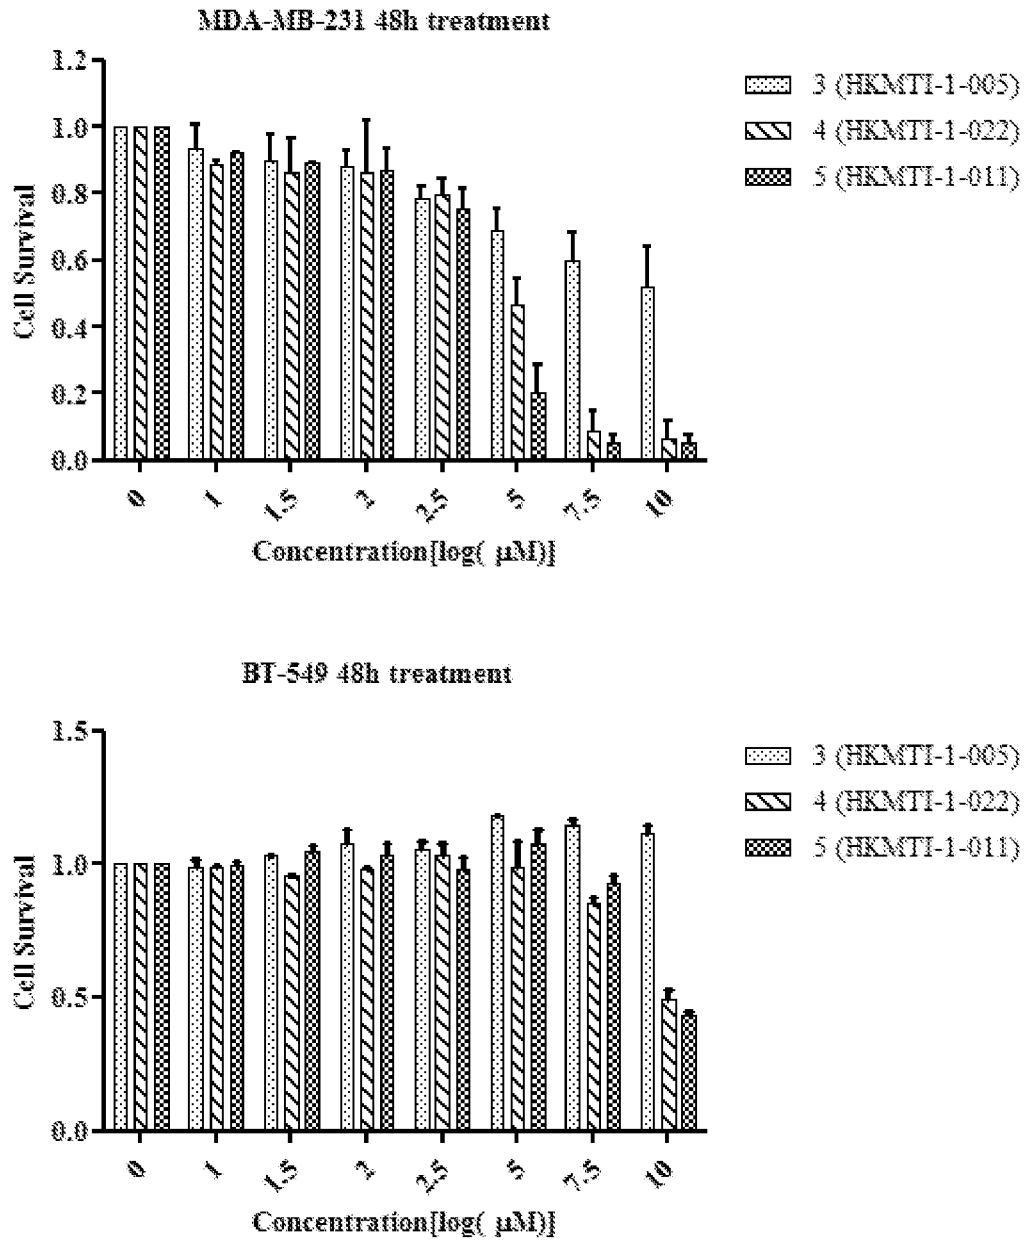 MDA-MB-231 48h treatment
1.2
1.0
0.8
0.6
0.4
0.2
0.0
Cell Survival
0 1 1.5 2 2.5 5 7.5 10
Concentration[log( μM)]
3 (HKMTI-1-005)
4 (HKMTI-1-022)
5 (HKMTI-1-011)
BT-549 48h treatment
1.5
1.0
0.5
0.0
Cell Survival
0 1 1.5 2 2.5 5 7.5 10
Concentration[log( μM)]
3 (HKMTI-1-005)
4 (HKMTI-1-022)
5 (HKMTI-1-011)